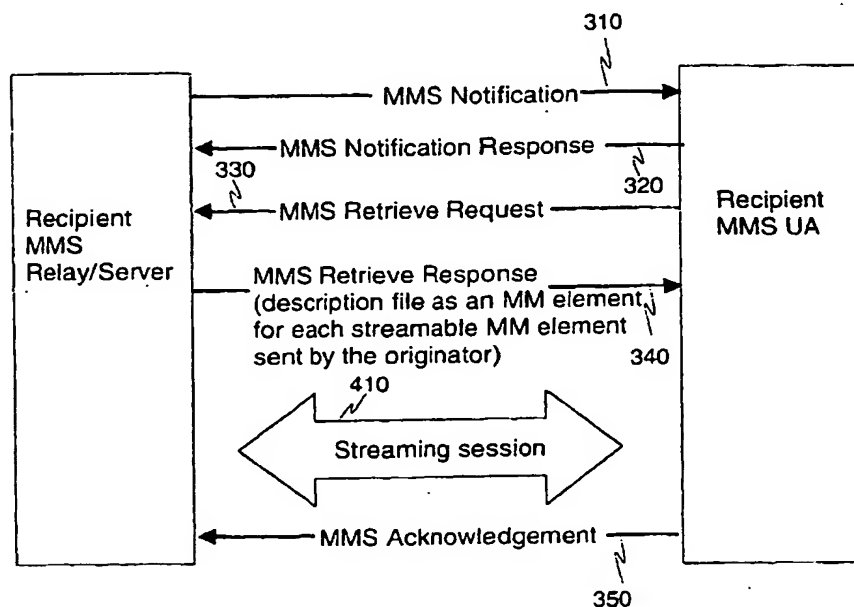 310
MMS Notification
MMS Notification Response
330
320
MMS Retrieve Request
Recipient
MMS
Relay/Server
Recipient
MMS UA
MMS Retrieve Response
(description file as an MM element
for each streamable MM element
sent by the originator)
340
410
Streaming session
MMS Acknowledgement
350